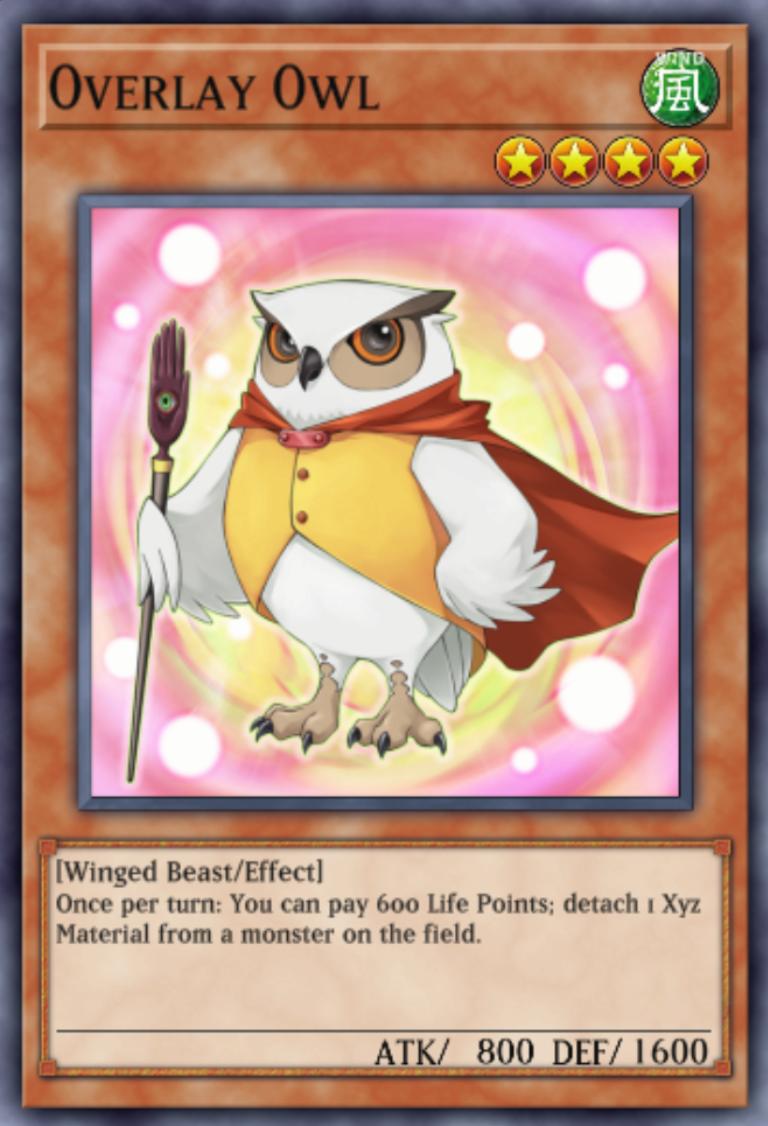 Overlay Owl
WIND
風
[Winged Beast/Effect]
Once per turn: You can pay 600 Life Points; detach 1 Xyz
Material from a monster on the field.
ATK/ 800 DEF/ 1600